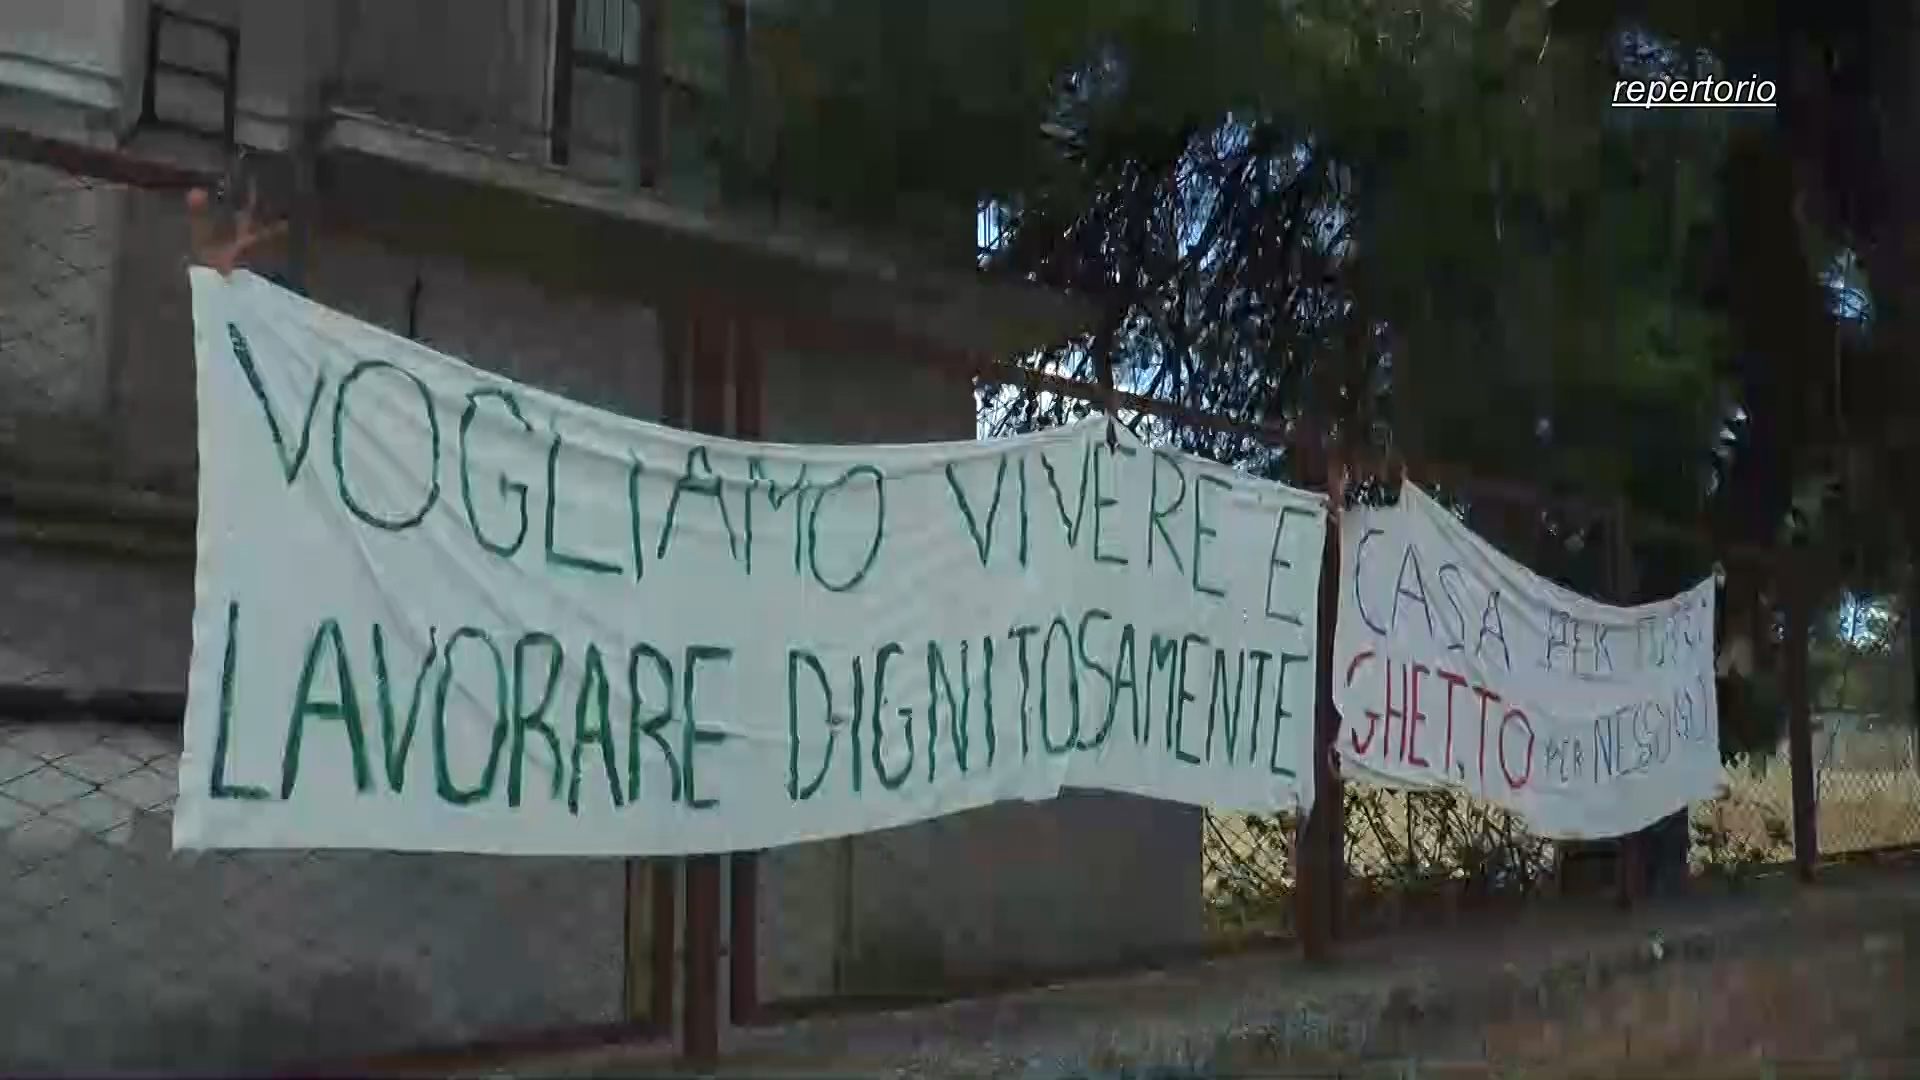 repertorio
VOGLIAMO VIVERE E
LAVORARE DIGNITOSAMENTE
CASA PER TUTTI
GHETTO PER NESSUNO